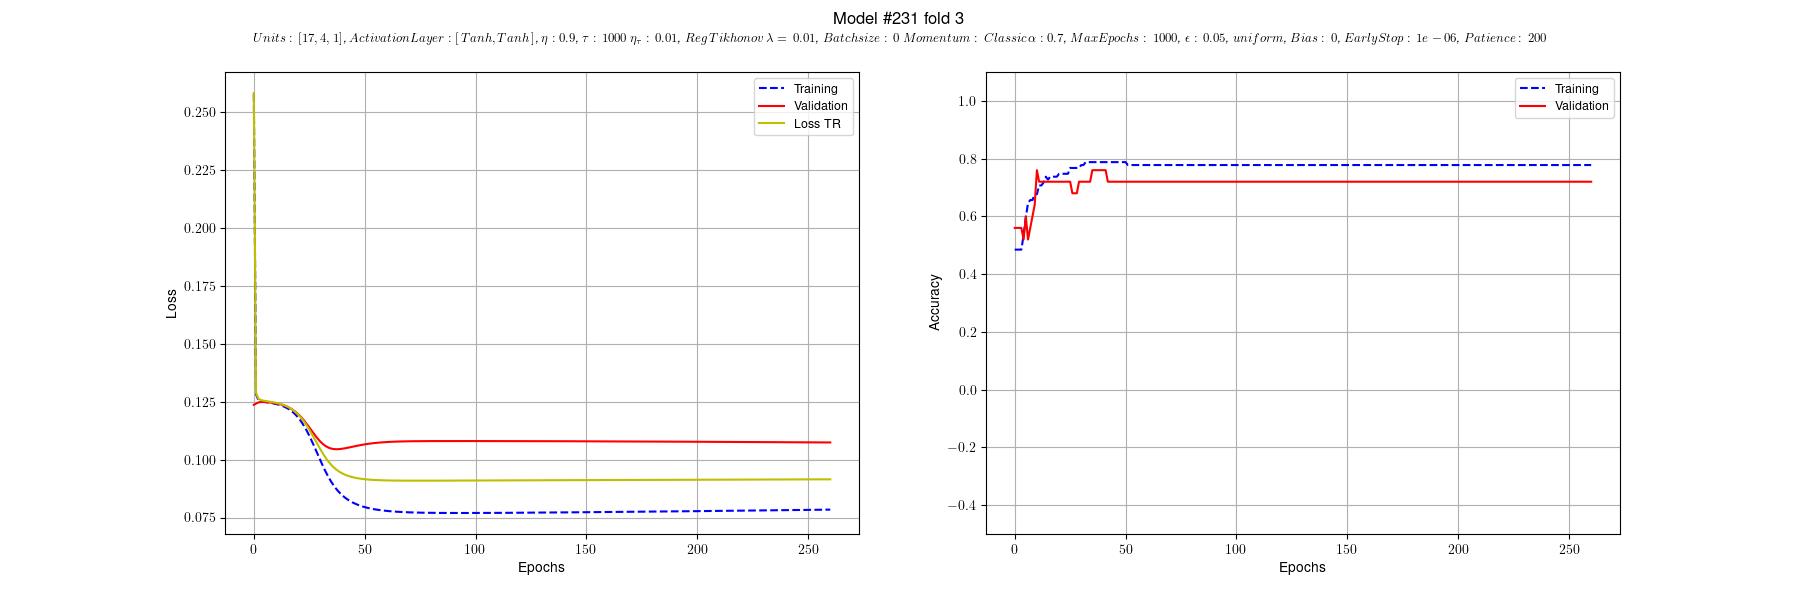 Model #231 fold 3
Units : [17, 4, 1], ActivationLayer : [Tanh, Tanh], η : 0.9, τ : 1000 η_τ : 0.01, RegTikhonov λ = 0.01, Batchsize : 0 Momentum : Classicα : 0.7, MaxEpochs : 1000, ϵ : 0.05, uniform, Bias : 0, EarlyStop : 1e − 06, Patience : 200
Training
Validation
Loss TR
0.250
0.225
0.200
0.175
0.150
0.125
0.100
0.075
Loss
0 50 100 150 200 250
Epochs
Training
Validation
1.0
0.8
0.6
0.4
0.2
0.0
−0.2
−0.4
Accuracy
0 50 100 150 200 250
Epochs